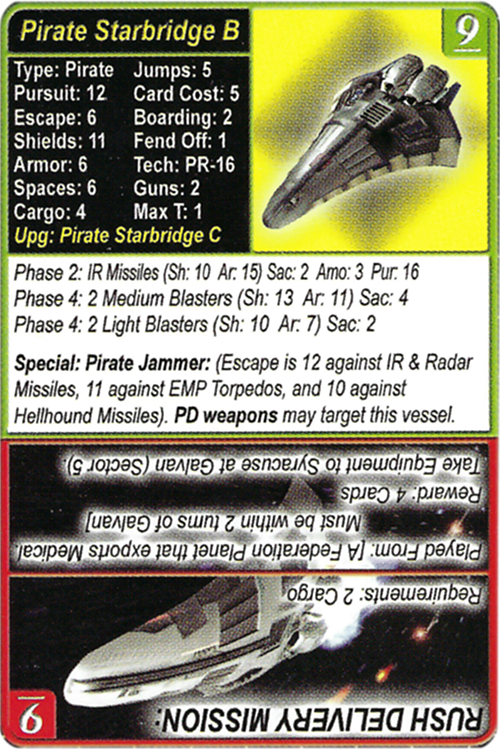 Pirate Starbridge B
9
Type: Pirate Jumps: 5
Pursuit: 12 Card Cost: 5
Escape: 6 Boarding: 2
Shields: 11 Fend Off: 1
Armor: 6 Tech: PR-16
Spaces: 6 Guns: 2
Cargo: 4 Max T: 1
Upg: Pirate Starbridge C
Phase 2: IR Missiles (Sh: 10 Ar: 15) Sac: 2 Amo: 3 Pur: 16
Phase 4: 2 Medium Blasters (Sh: 13 Ar: 11) Sac: 4
Phase 4: 2 Light Blasters (Sh: 10 Ar: 7) Sac: 2
Special: Pirate Jammer: (Escape is 12 against IR & Radar
Missiles, 11 against EMP Torpedos, and 10 against
Hellhound Missiles). PD weapons may target this vessel.
RUSH DELIVERY MISSION:
9
Requirements: 2 Cargo
Played From: [A Federation Planet that exports Medical.
Must be within 2 turns of Galvan]
Reward: 4 Cards
Take Equipment to Syracuse at Galvan (Sector 5).